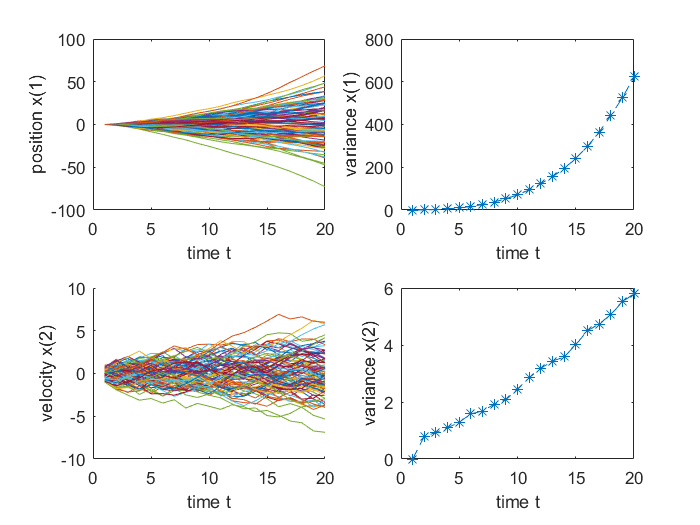 100
50
0
-50
-100
position x(1)
0 5 10 15 20
time t
800
600
400
200
0
variance x(1)
0 5 10 15 20
time t
10
5
0
-5
-10
velocity x(2)
0 5 10 15 20
time t
6
4
2
0
variance x(2)
0 5 10 15 20
time t